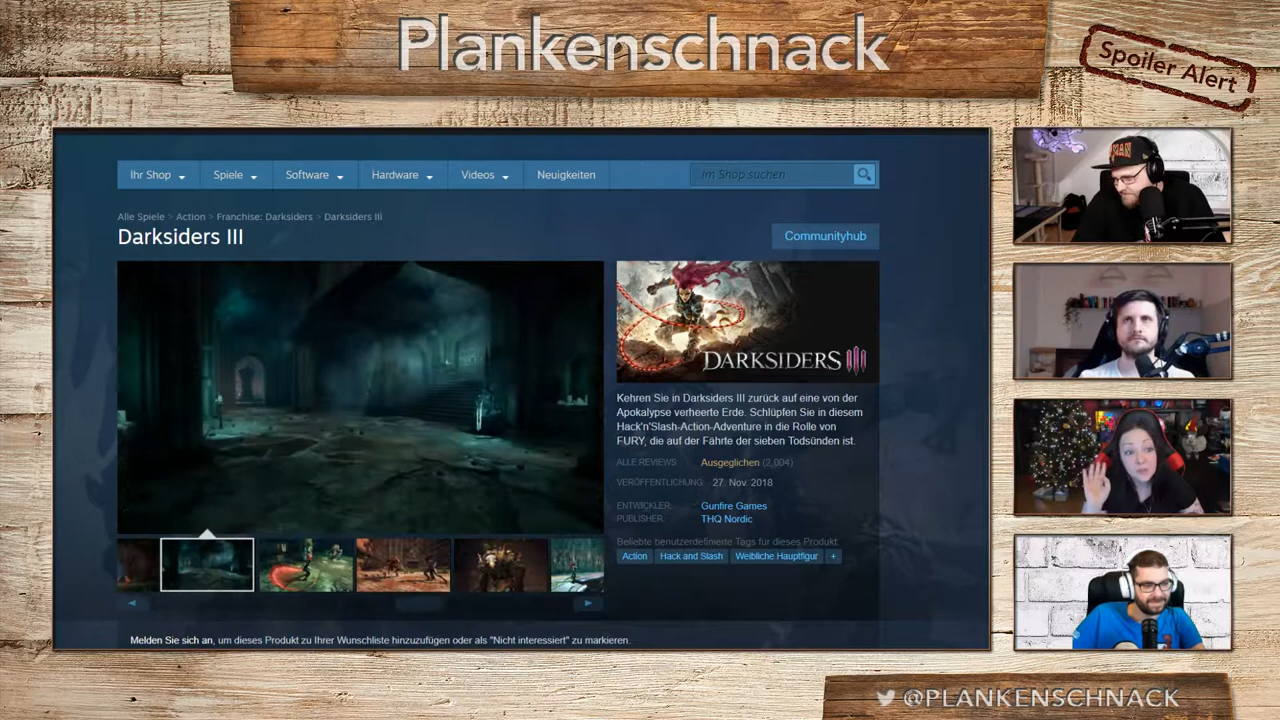 Plankenschnack
Spoiler Alert
Ihr Shop
Spiele
Software
Hardware
Videos
Neuigkeiten
Im Shop suchen
Alle Spiele > Action > Franchise: Darksiders > Darksiders III
Darksiders III
Communityhub
DARKSIDERS III
Kehren Sie in Darksiders III zurück auf eine von der
Apokalypse verheerte Erde. Schlüpfen Sie in diesem
Hack'n'Slash-Action-Adventure in die Rolle von
FURY, die auf der Fährte der sieben Todsünden ist.
ALLE REVIEWS: Ausgeglichen (2,004)
VERÖFFENTLICHUNG: 27. Nov. 2018
ENTWICKLER: Gunfire Games
PUBLISHER: THQ Nordic
Beliebte benutzerdefinierte Tags für dieses Produkt:
Action Hack and Slash Weibliche Hauptfigur +
Melden Sie sich an, um dieses Produkt zu Ihrer Wunschliste hinzuzufügen oder als "Nicht interessiert" zu markieren.
@PLANKENSCHNACK